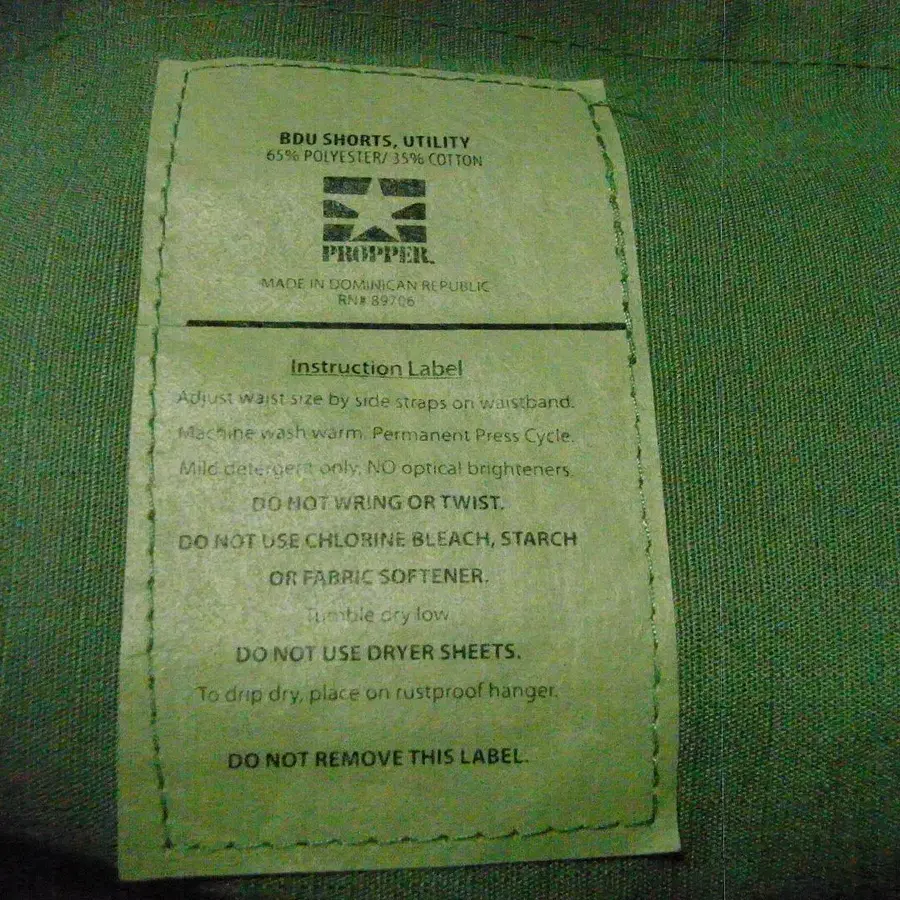 BDU SHORTS, UTILITY
65% POLYESTER/ 35% COTTON
PROPPER.
MADE IN DOMINICAN REPUBLIC
RN# 89706
Instruction Label
Adjust waist size by side straps on waistband.
Machine wash warm. Permanent Press Cycle.
Mild detergent only, NO optical brighteners.
DO NOT WRING OR TWIST.
DO NOT USE CHLORINE BLEACH, STARCH
OR FABRIC SOFTENER.
Tumble dry low
DO NOT USE DRYER SHEETS.
To drip dry, place on rustproof hanger.
DO NOT REMOVE THIS LABEL.